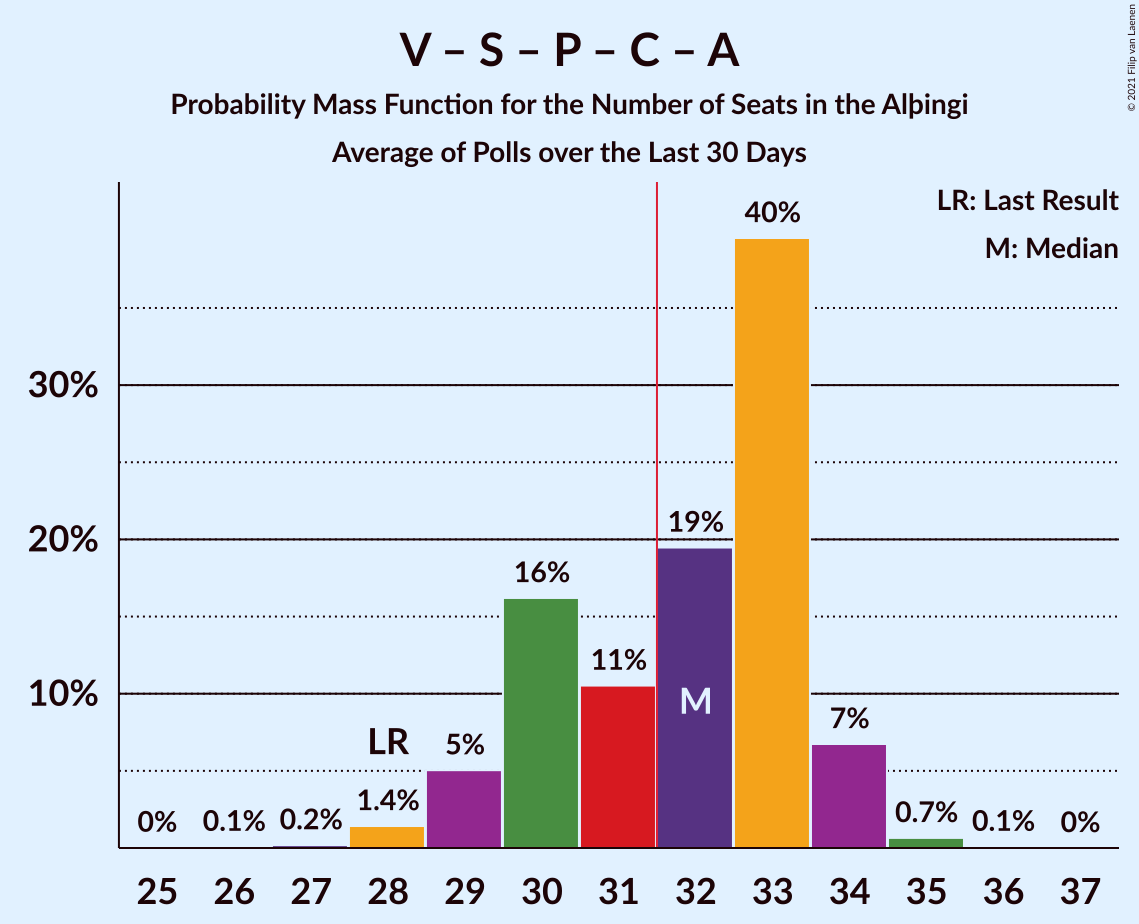 V – S – P – C – A
Probability Mass Function for the Number of Seats in the Alþingi
Average of Polls over the Last 30 Days
© 2021 Filip van Laenen
LR: Last Result
M: Median
40%
30%
20%
10%
19%
16%
11%
M
7%
LR
5%
1.4%
0%
0.1%
0.2%
0.7%
0.1%
0%
25 26 27 28 29 30 31 32 33 34 35 36 37